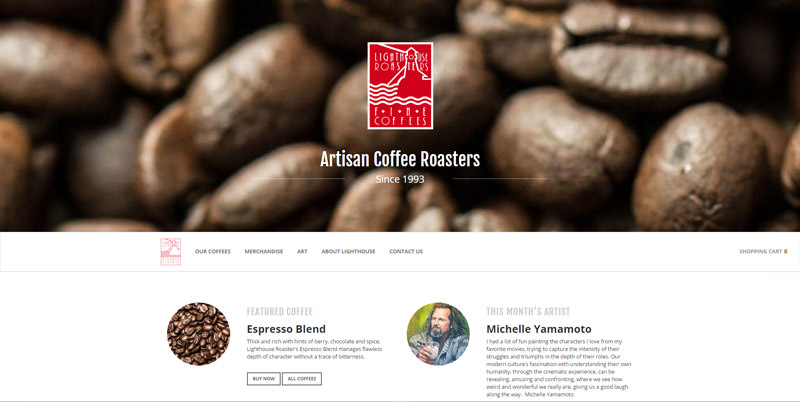 LIGHTHOUSE
ROASTERS
FINE
COFFEES
Artisan Coffee Roasters
Since 1993
OUR COFFEES MERCHANDISE ART ABOUT LIGHTHOUSE CONTACT US SHOPPING CART 0
FEATURED COFFEE
Espresso Blend
Thick and rich with hints of berry, chocolate and spice,
Lighthouse Roaster's Espresso Blend manages flawless
depth of character without a trace of bitterness.
BUY NOW ALL COFFEES
THIS MONTH'S ARTIST
Michelle Yamamoto
I had a lot of fun painting the characters I love from my
favorite movies, trying to capture the intensity of their
struggles and triumphs in the depth of their roles. Our
modern culture's fascination with understanding their own
humanity, through the cinematic experience, can be
revealing, amusing and confronting, where we see how
weird and wonderful we really are, giving us a good laugh
along the way. Michelle Yamamoto